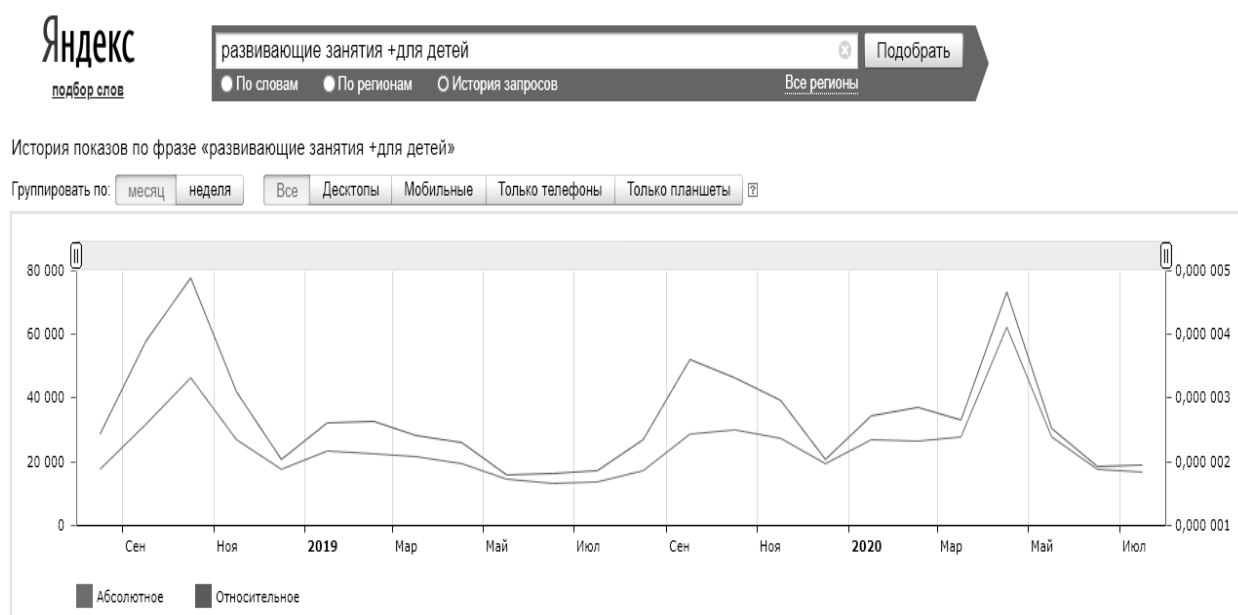 Яндекс
подбор слов
развивающие занятия +для детей
Подобрать
По словам По регионам История запросов Все регионы
История показов по фразе «развивающие занятия +для детей»
Группировать по: месяц неделя Все Десктопы Мобильные Только телефоны Только планшеты ?
80 000 0,000 005
60 000 0,000 004
40 000 0,000 003
20 000 0,000 002
0 0,000 001
Сен Ноя 2019 Мар Май Июл Сен Ноя 2020 Мар Май Июл
Абсолютное Относительное